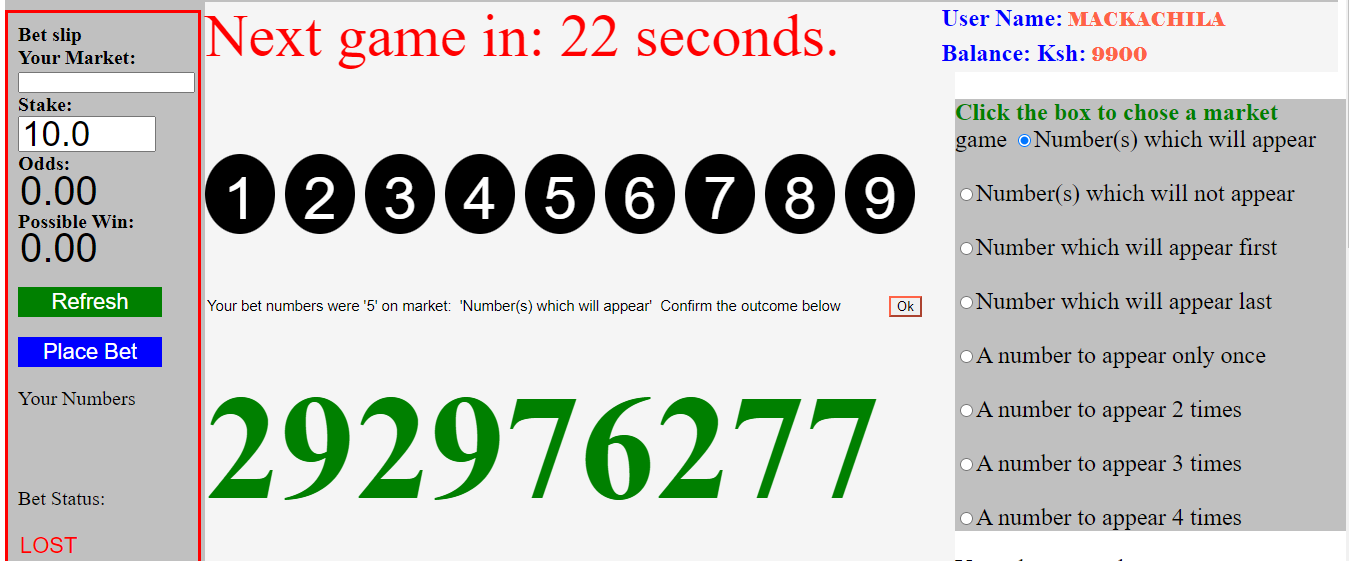 Bet slip
Your Market:
Stake:
10.0
Odds:
0.00
Possible Win:
0.00
Refresh
Place Bet
Your Numbers
Bet Status:
LOST
Next game in: 22 seconds.
1 2 3 4 5 6 7 8 9
Your bet numbers were '5' on market: 'Number(s) which will appear' Confirm the outcome below
Ok
292976277
User Name: MACKACHILA
Balance: Ksh: 9900
Click the box to chose a market
game Number(s) which will appear
Number(s) which will not appear
Number which will appear first
Number which will appear last
A number to appear only once
A number to appear 2 times
A number to appear 3 times
A number to appear 4 times